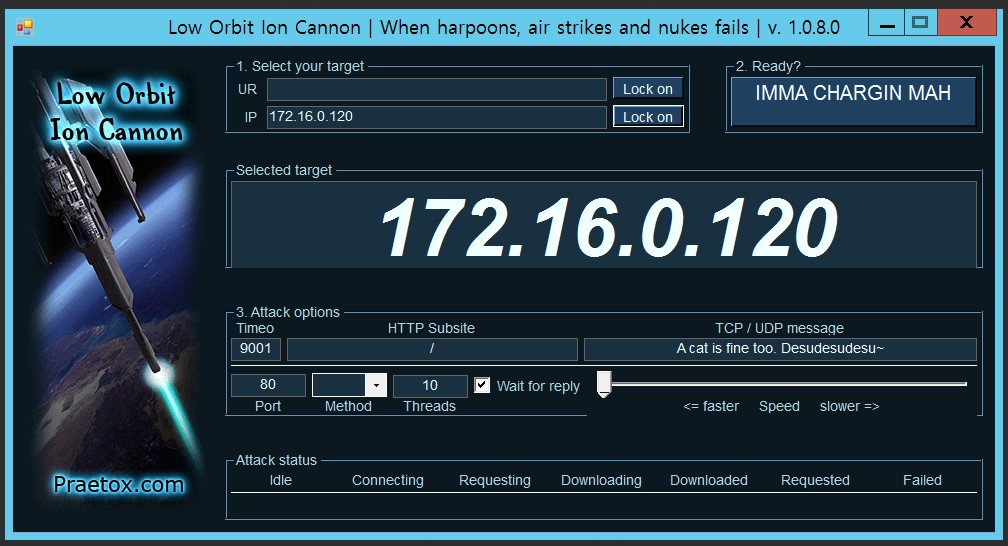 Low Orbit Ion Cannon | When harpoons, air strikes and nukes fails | v. 1.0.8.0
Low Orbit
Ion Cannon
Praetox.com
1. Select your target
UR
Lock on
IP 172.16.0.120
Lock on
2. Ready?
IMMA CHARGIN MAH
Selected target
172.16.0.120
3. Attack options
Timeo HTTP Subsite TCP / UDP message
9001 / A cat is fine too. Desudesudesu~
80 10 Wait for reply
Port Method Threads <= faster Speed slower =>
Attack status
Idle Connecting Requesting Downloading Downloaded Requested Failed